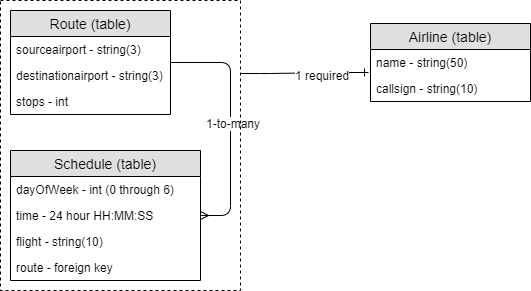 Route (table)
sourceairport - string(3)
destinationairport - string(3)
stops - int
Airline (table)
name - string(50)
callsign - string(10)
1 required
1-to-many
Schedule (table)
dayOfWeek - int (0 through 6)
time - 24 hour HH:MM:SS
flight - string(10)
route - foreign key